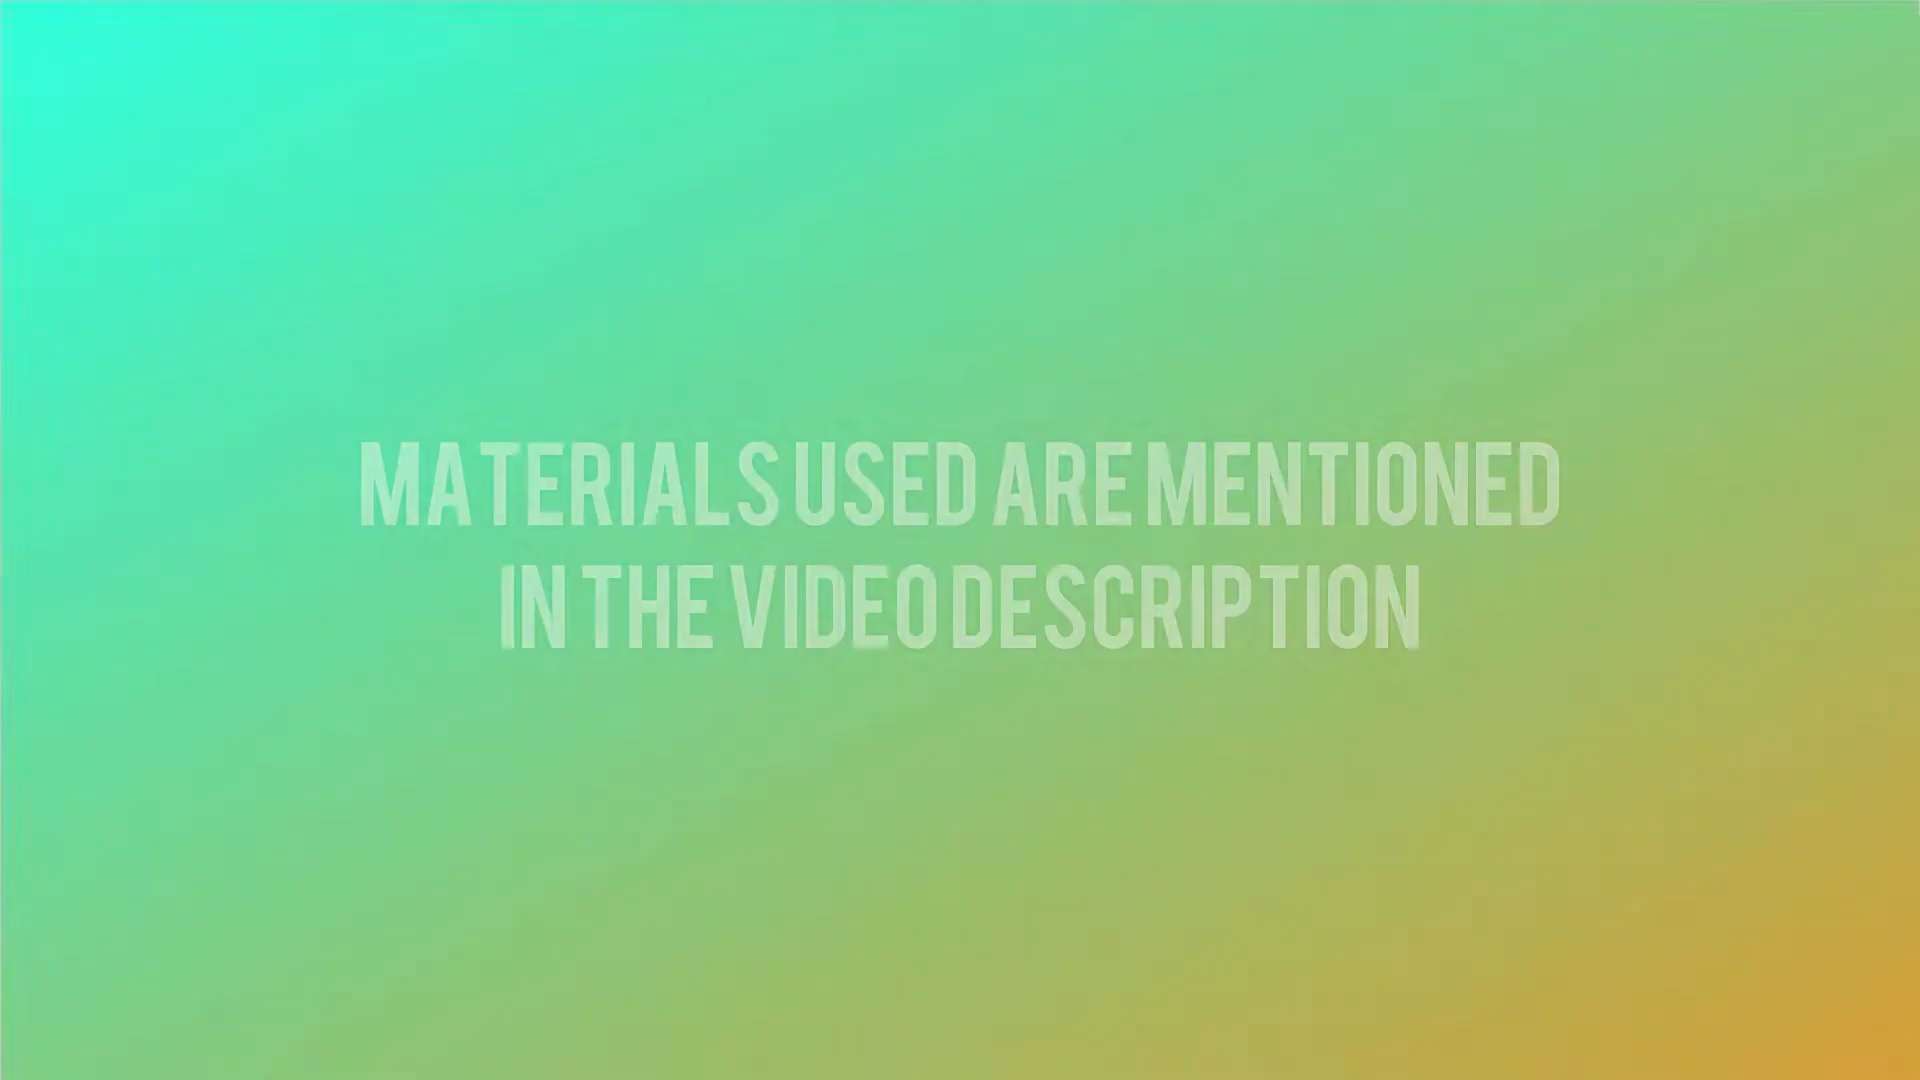 MATERIALS USED ARE MENTIONED
IN THE VIDEO DESCRIPTION